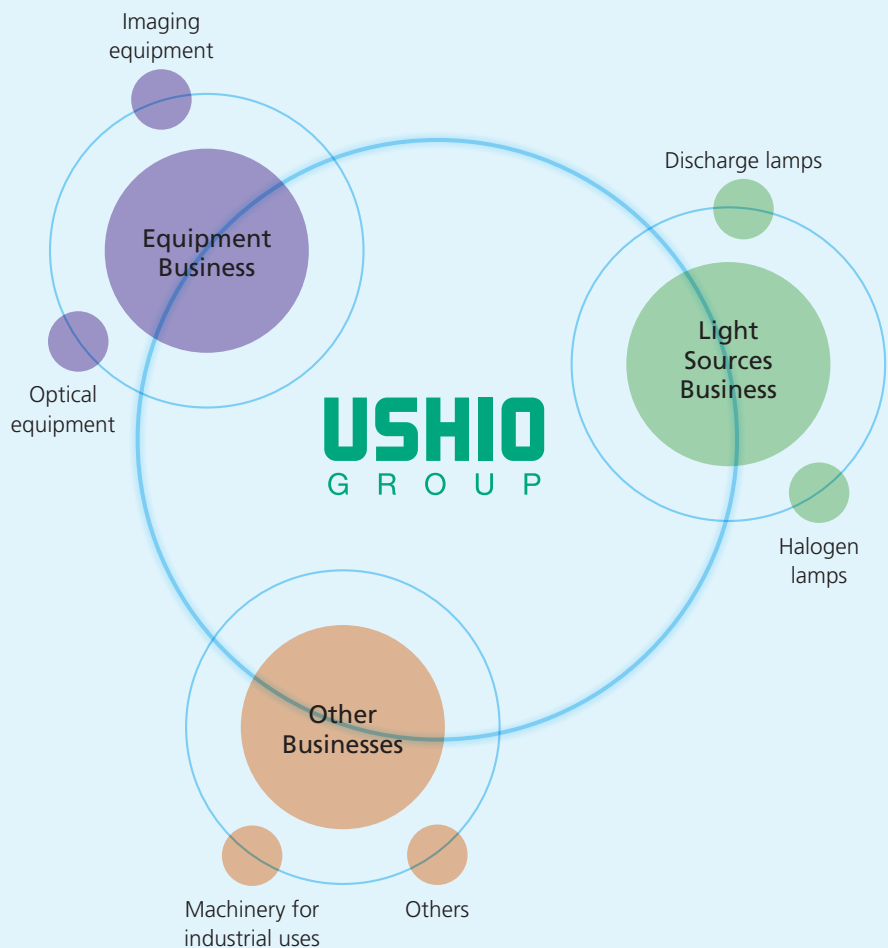 Imaging
equipment
Equipment
Business
Optical
equipment
Discharge lamps
Light
Sources
Business
Halogen
lamps
USHIO
GROUP
Other
Businesses
Machinery for
industrial uses
Others